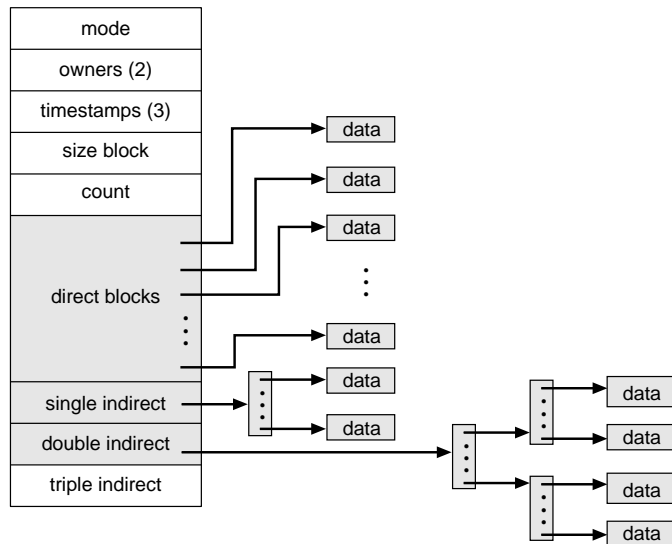 mode
owners (2)
timestamps (3)
size block
count
direct blocks
single indirect
double indirect
triple indirect
data
data
data
data
data
data
data
data
data
data